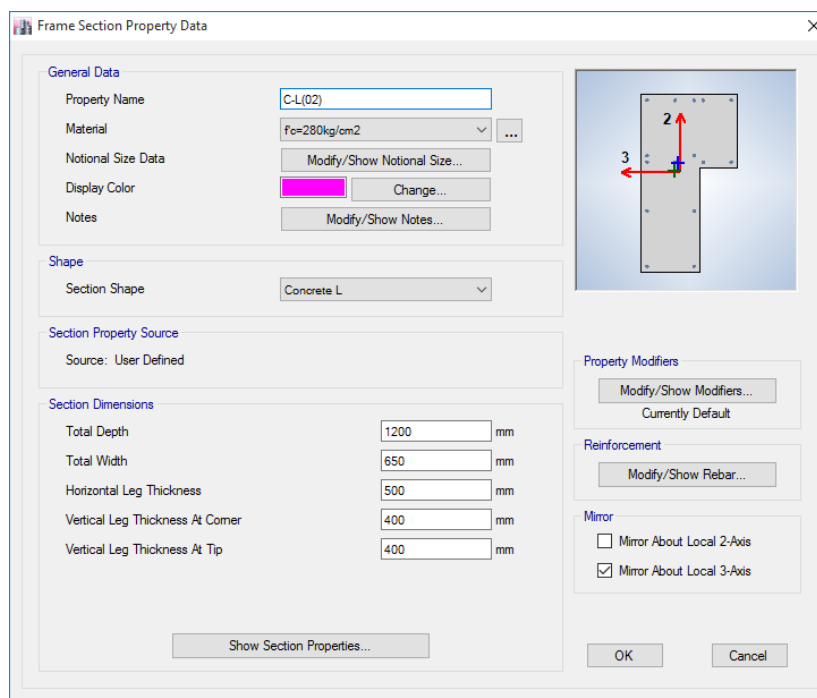 Frame Section Property Data
General Data
Property Name
C-L(02)
Material
f'c=280kg/cm2
...
Notional Size Data
Modify/Show Notional Size...
Display Color
Change...
Notes
Modify/Show Notes...
Shape
Section Shape
Concrete L
Section Property Source
Source: User Defined
Section Dimensions
Total Depth
1200
mm
Total Width
650
mm
Horizontal Leg Thickness
500
mm
Vertical Leg Thickness At Corner
400
mm
Vertical Leg Thickness At Tip
400
mm
Show Section Properties...
2
3
Property Modifiers
Modify/Show Modifiers...
Currently Default
Reinforcement
Modify/Show Rebar...
Mirror
Mirror About Local 2-Axis
Mirror About Local 3-Axis
OK
Cancel